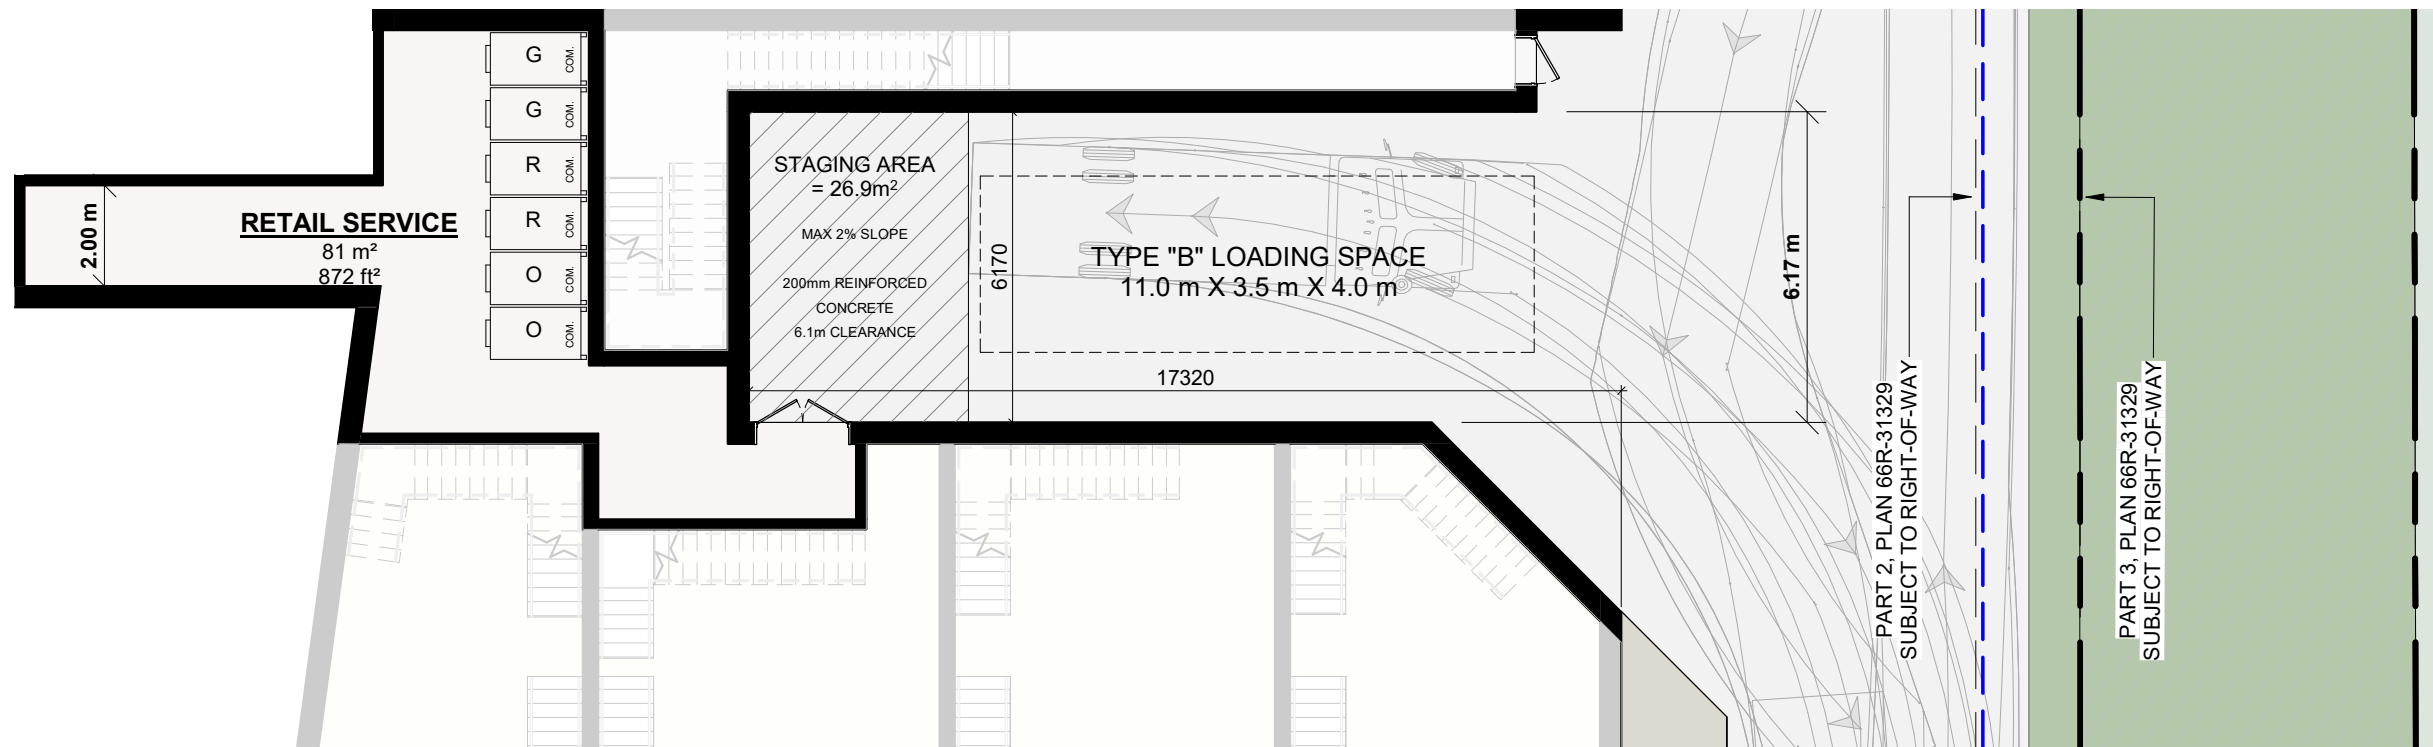 G COM.
G COM.
R COM.
R COM.
O COM.
O COM.
2.00 m
RETAIL SERVICE
81 m²
872 ft²
STAGING AREA
= 26.9m²
MAX 2% SLOPE
200mm REINFORCED
CONCRETE
6.1m CLEARANCE
6170
TYPE "B" LOADING SPACE
11.0 m X 3.5 m X 4.0 m
17320
6.17 m
PART 2, PLAN 66R-31329
SUBJECT TO RIGHT-OF-WAY
PART 3, PLAN 66R-31329
SUBJECT TO RIGHT-OF-WAY